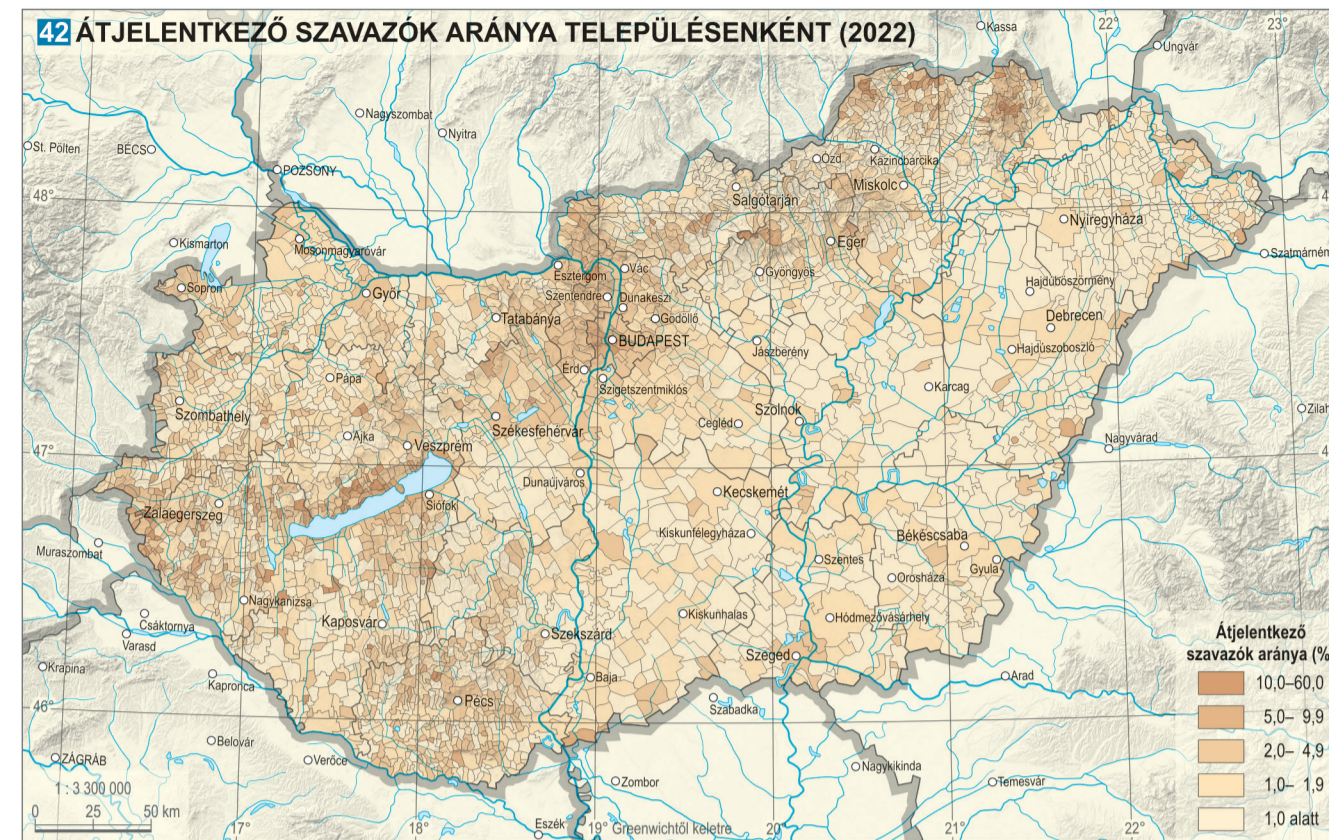 42 ÁTJELENTKEZŐ SZAVAZÓK ARÁNYA TELEPÜLÉSENKÉNT (2022)
Kassa
22°
23°
Ungvár
Nagyszombat
Nyitra
St. Pölten
BÉCS
POZSONY
Ózd
Kazincbarcika
Miskolc
48°
Salgótarján
Nyíregyháza
Kismarton
Mosonmagyaróvár
Eger
Szatmárném
Sopron
Esztergom
Vác
Gyöngyös
Hajdúböszörmény
Győr
Szentendre
Dunakeszi
Tatabánya
Gödöllő
Debrecen
BUDAPEST
Jászberény
Hajdúszoboszló
Pápa
Érd
Szigetszentmiklós
Karcag
Szombathely
Székesfehérvár
Cegléd
Szolnok
Zilah
Ajka
Veszprém
47°
Nagyvárad
Dunaújváros
Kecskemét
Siófok
Zalaegerszeg
Kiskunfélegyháza
Békéscsaba
Muraszombat
Szentes
Gyula
Orosháza
Nagykanizsa
Csáktornya
Kaposvár
Kiskunhalas
Hódmezővásárhely
Varasd
Szekszárd
Szeged
Krapina
Kapronca
Baja
Arad
Pécs
Szabadka
46°
Belovár
ZÁGRÁB
Verőce
Zombor
Nagykikinda
Temesvár
Átjelentkező
szavazók aránya (%
10,0–60,0
5,0– 9,9
2,0– 4,9
1,0– 1,9
1,0 alatt
1 : 3 300 000
0 25 50 km
17°
18°
Eszék
19° Greenwichtől keletre
20°
21°
22°